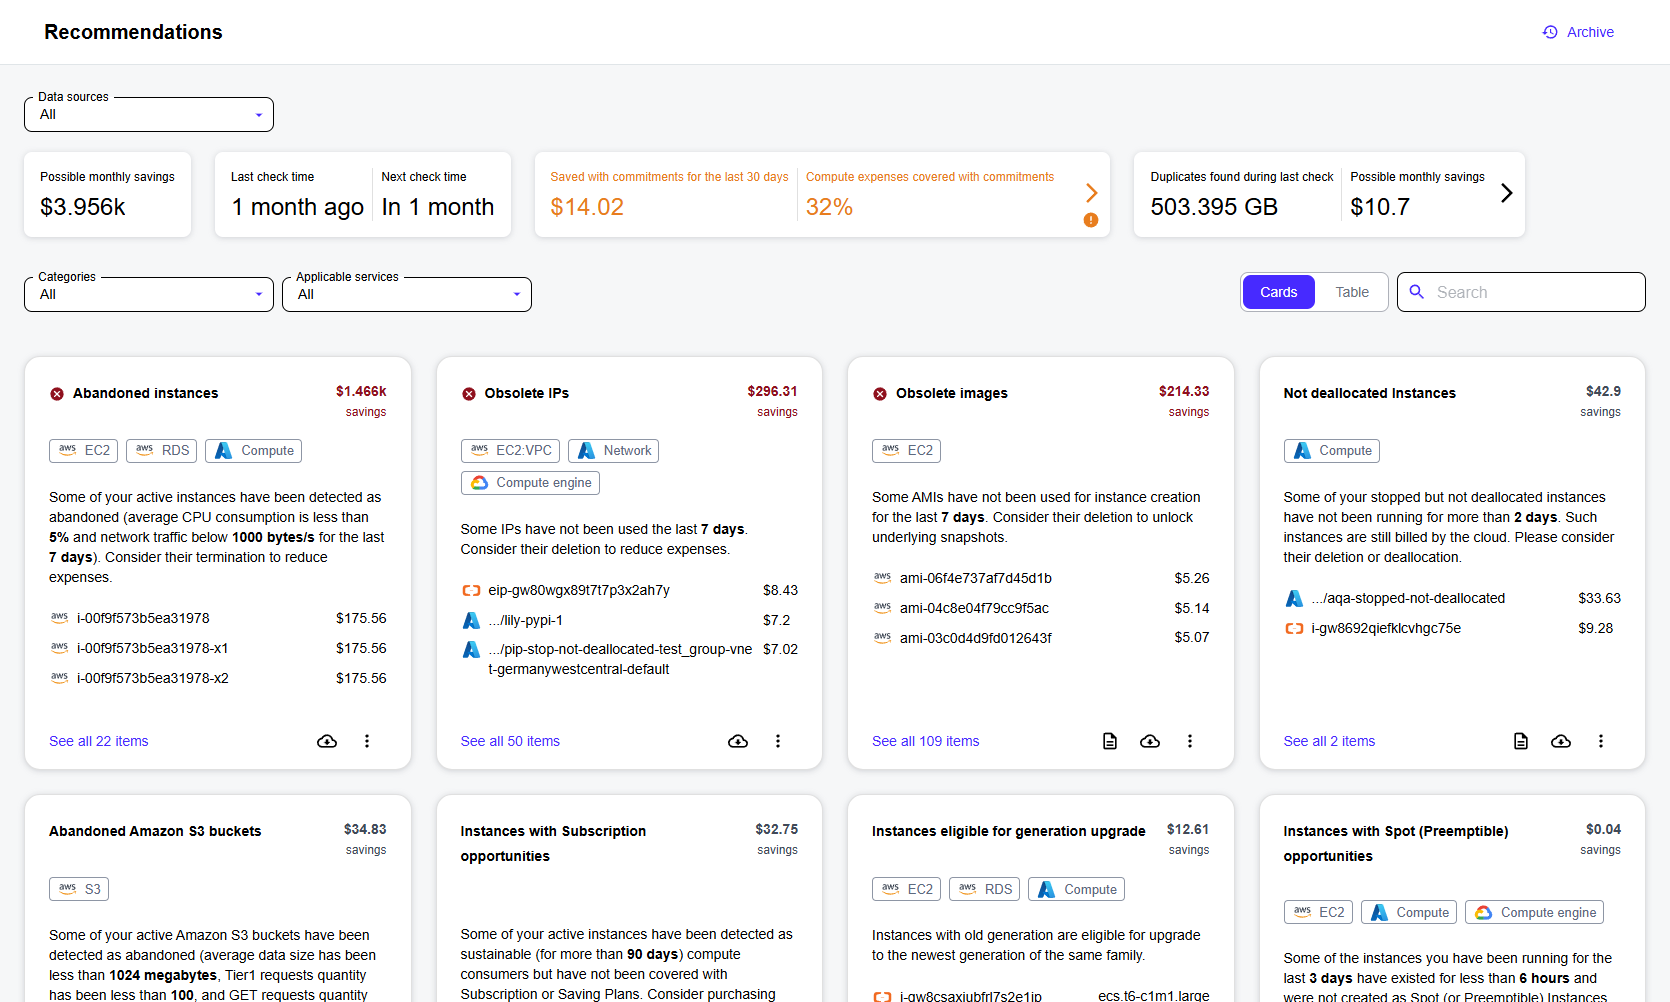 Recommendations
Archive
Data sources
All
Possible monthly savings
$3.956k
Last check time
1 month ago
Next check time
In 1 month
Saved with commitments for the last 30 days
$14.02
Compute expenses covered with commitments
32%
Duplicates found during last check
503.395 GB
Possible monthly savings
$10.7
Categories
All
Applicable services
All
Cards
Table
Search
Abandoned instances
$1.466k
savings
aws EC2
aws RDS
Compute
Some of your active instances have been detected as
abandoned (average CPU consumption is less than
5% and network traffic below 1000 bytes/s for the last
7 days). Consider their termination to reduce
expenses.
aws i-00f9f573b5ea31978 $175.56
aws i-00f9f573b5ea31978-x1 $175.56
aws i-00f9f573b5ea31978-x2 $175.56
See all 22 items
Obsolete IPs
$296.31
savings
aws EC2:VPC
Network
Compute engine
Some IPs have not been used the last 7 days.
Consider their deletion to reduce expenses.
eip-gw80wgx89t7t7p3x2ah7y $8.43
.../lily-pypi-1 $7.2
.../pip-stop-not-deallocated-test_group-vne $7.02
t-germanywestcentral-default
See all 50 items
Obsolete images
$214.33
savings
aws EC2
Some AMIs have not been used for instance creation
for the last 7 days. Consider their deletion to unlock
underlying snapshots.
aws ami-06f4e737af7d45d1b $5.26
aws ami-04c8e04f79cc9f5ac $5.14
aws ami-03c0d4d9fd012643f $5.07
See all 109 items
Not deallocated Instances
$42.9
savings
Compute
Some of your stopped but not deallocated instances
have not been running for more than 2 days. Such
instances are still billed by the cloud. Please consider
their deletion or deallocation.
.../aqa-stopped-not-deallocated $33.63
i-gw8692qiefklcvhgc75e $9.28
See all 2 items
Abandoned Amazon S3 buckets
$34.83
savings
aws S3
Some of your active Amazon S3 buckets have been
detected as abandoned (average data size has been
less than 1024 megabytes, Tier1 requests quantity
has been less than 100, and GET requests quantity
Instances with Subscription
opportunities
$32.75
savings
Some of your active instances have been detected as
sustainable (for more than 90 days) compute
consumers but have not been covered with
Subscription or Saving Plans. Consider purchasing
Instances eligible for generation upgrade
$12.61
savings
aws EC2
aws RDS
Compute
Instances with old generation are eligible for upgrade
to the newest generation of the same family.
i-gw8csaxiubfrl7s2e1ip ecs.t6-c1m1.large
Instances with Spot (Preemptible)
opportunities
$0.04
savings
aws EC2
Compute
Compute engine
Some of the instances you have been running for the
last 3 days have existed for less than 6 hours and
were not created as Spot (or Preemptible) Instances